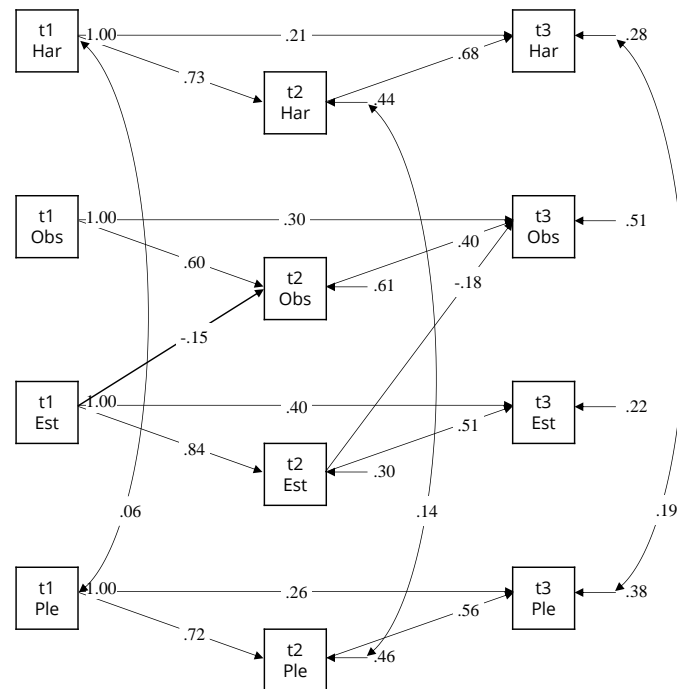 t1
Har
1.00
.21
t3
Har
.28
.73
.68
t2
Har
.44
t1
Obs
1.00
.30
t3
Obs
.51
.60
.40
t2
Obs
.61
-.18
-.15
t1
Est
1.00
.40
t3
Est
.22
.84
.51
t2
Est
.30
.06
.14
.19
t1
Ple
1.00
.26
t3
Ple
.38
.72
.56
t2
Ple
.46